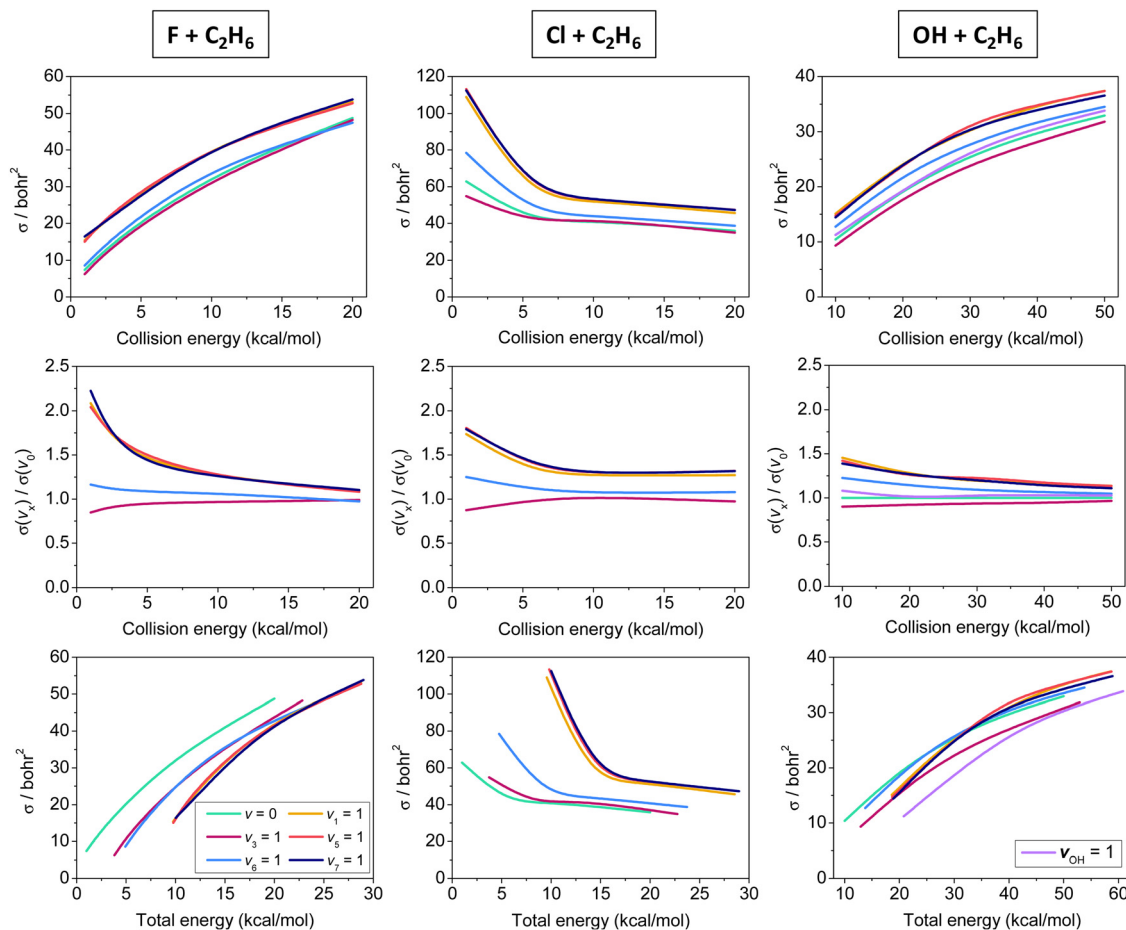 F + C₂H₆
Cl + C₂H₆
OH + C₂H₆
σ / bohr²
60
50
40
30
20
10
0
0 5 10 15 20
Collision energy (kcal/mol)
σ / bohr²
120
100
80
60
40
20
0
0 5 10 15 20
Collision energy (kcal/mol)
σ / bohr²
40
30
20
10
0
10 20 30 40 50
Collision energy (kcal/mol)
σ(vₓ) / σ(v₀)
2.5
2.0
1.5
1.0
0.5
0.0
0 5 10 15 20
Collision energy (kcal/mol)
σ(vₓ) / σ(v₀)
2.5
2.0
1.5
1.0
0.5
0.0
0 5 10 15 20
Collision energy (kcal/mol)
σ(vₓ) / σ(v₀)
2.5
2.0
1.5
1.0
0.5
0.0
10 20 30 40 50
Collision energy (kcal/mol)
σ / bohr²
60
50
40
30
20
10
0
v = 0 v₁ = 1
v₃ = 1 v₅ = 1
v₆ = 1 v₇ = 1
0 5 10 15 20 25 30
Total energy (kcal/mol)
σ / bohr²
120
100
80
60
40
20
0
0 5 10 15 20 25 30
Total energy (kcal/mol)
σ / bohr²
40
30
20
10
0
v_OH = 1
10 20 30 40 50 60
Total energy (kcal/mol)